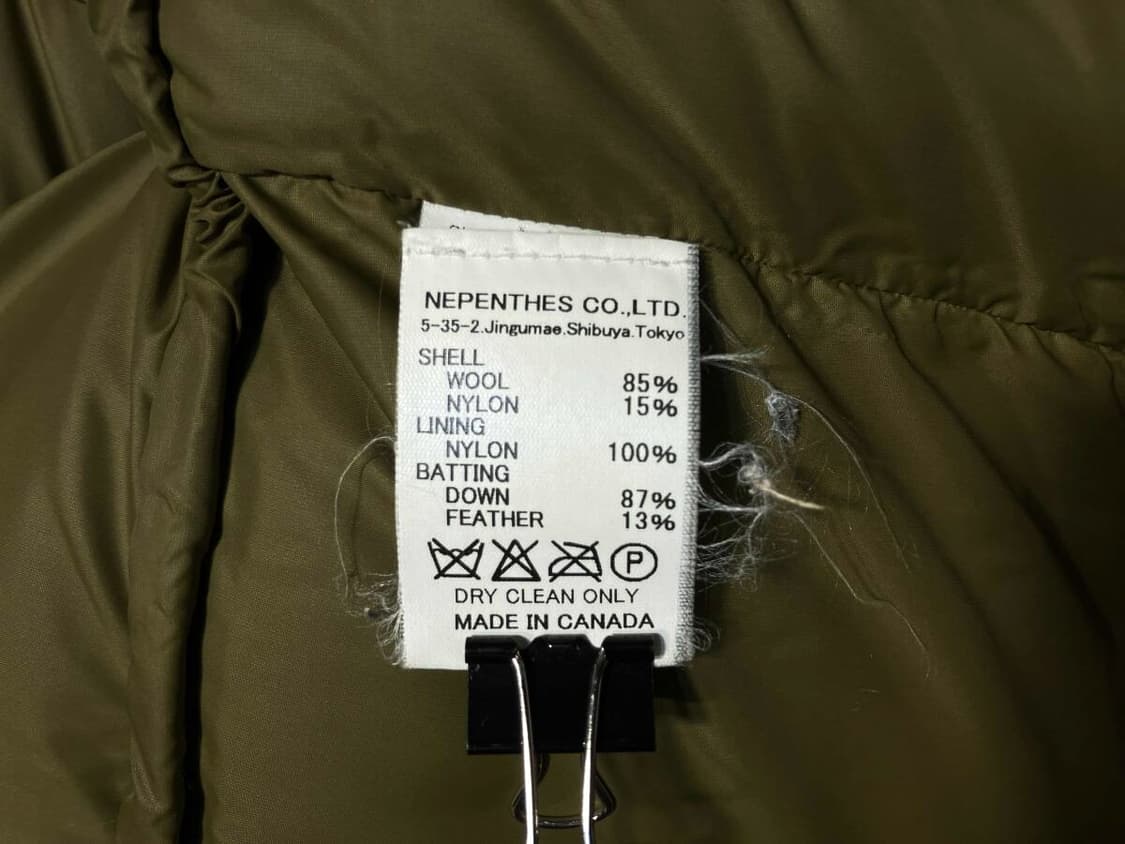 NEPENTHES CO.,LTD.
5-35-2.Jingumae.Shibuya.Tokyo
SHELL
WOOL 85%
NYLON 15%
LINING
NYLON 100%
BATTING
DOWN 87%
FEATHER 13%
P
DRY CLEAN ONLY
MADE IN CANADA